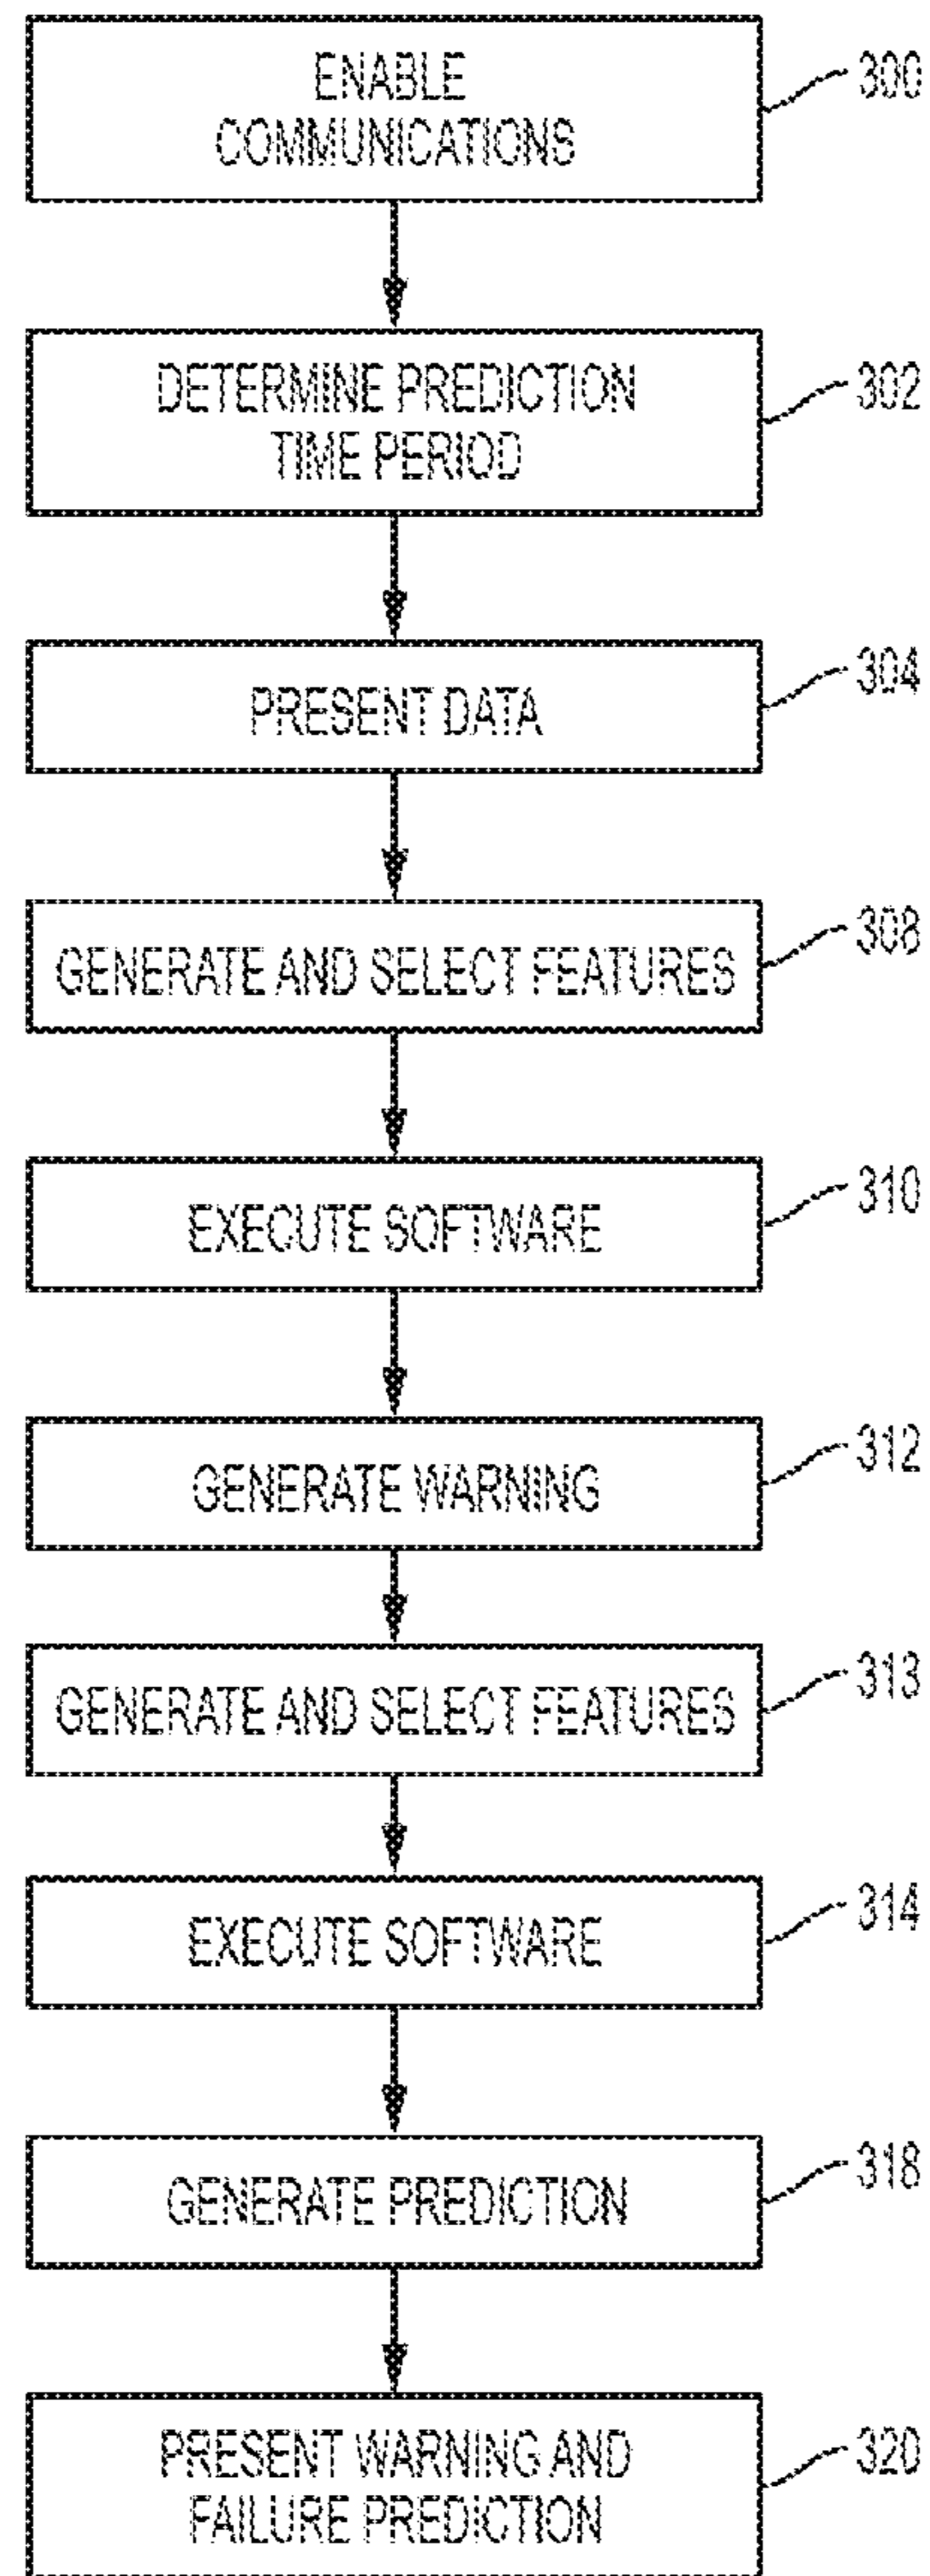 ENABLE
COMMUNICATIONS
300
DETERMINE PREDICTION
TIME PERIOD
302
PRESENT DATA
304
GENERATE AND SELECT FEATURES
308
EXECUTE SOFTWARE
310
GENERATE WARNING
312
GENERATE AND SELECT FEATURES
313
EXECUTE SOFTWARE
314
GENERATE PREDICTION
318
PRESENT WARNING AND
FAILURE PREDICTION
320